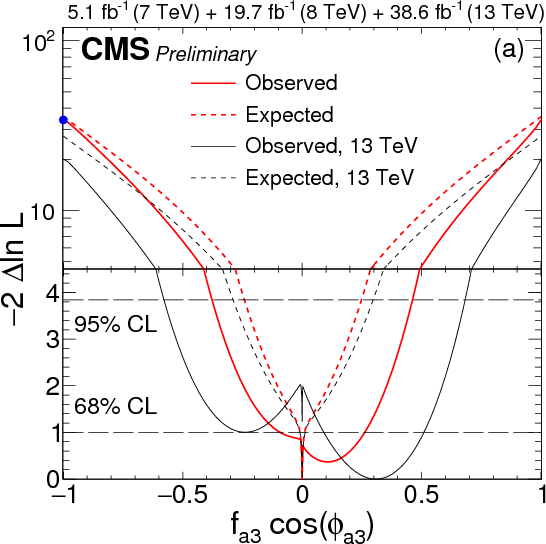 5.1 fb⁻¹ (7 TeV) + 19.7 fb⁻¹ (8 TeV) + 38.6 fb⁻¹ (13 TeV)
CMS Preliminary (a)
Observed
Expected
Observed, 13 TeV
Expected, 13 TeV
−2 Δln L
10²
10
4
3
2
1
0
95% CL
68% CL
−1 −0.5 0 0.5 1
f_a3 cos(ϕ_a3)